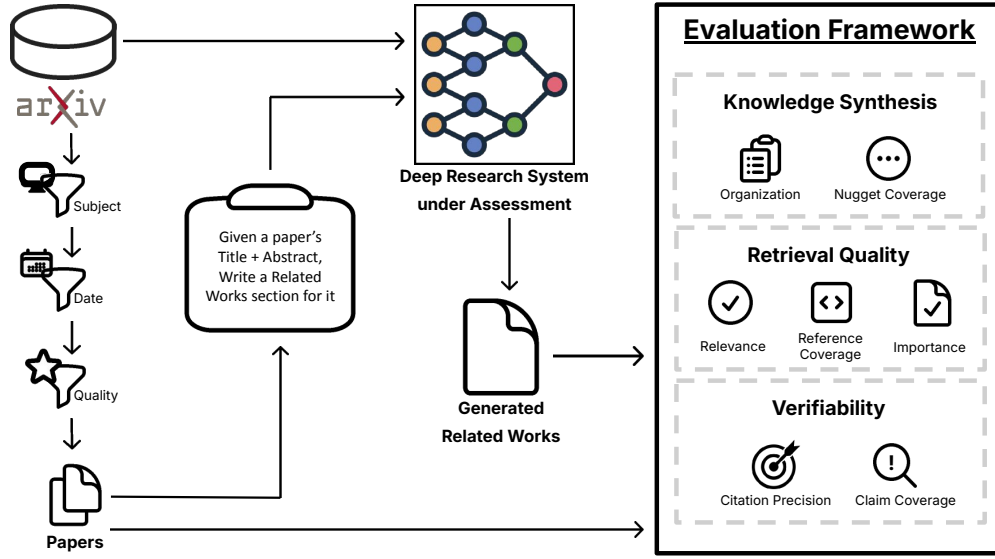 arXiv
Subject
Date
Quality
Papers
Given a paper's
Title + Abstract,
Write a Related
Works section for it
Deep Research System
under Assessment
Generated
Related Works
Evaluation Framework
Knowledge Synthesis
Organization
Nugget Coverage
Retrieval Quality
Relevance
Reference
Coverage
Importance
Verifiability
Citation Precision
Claim Coverage